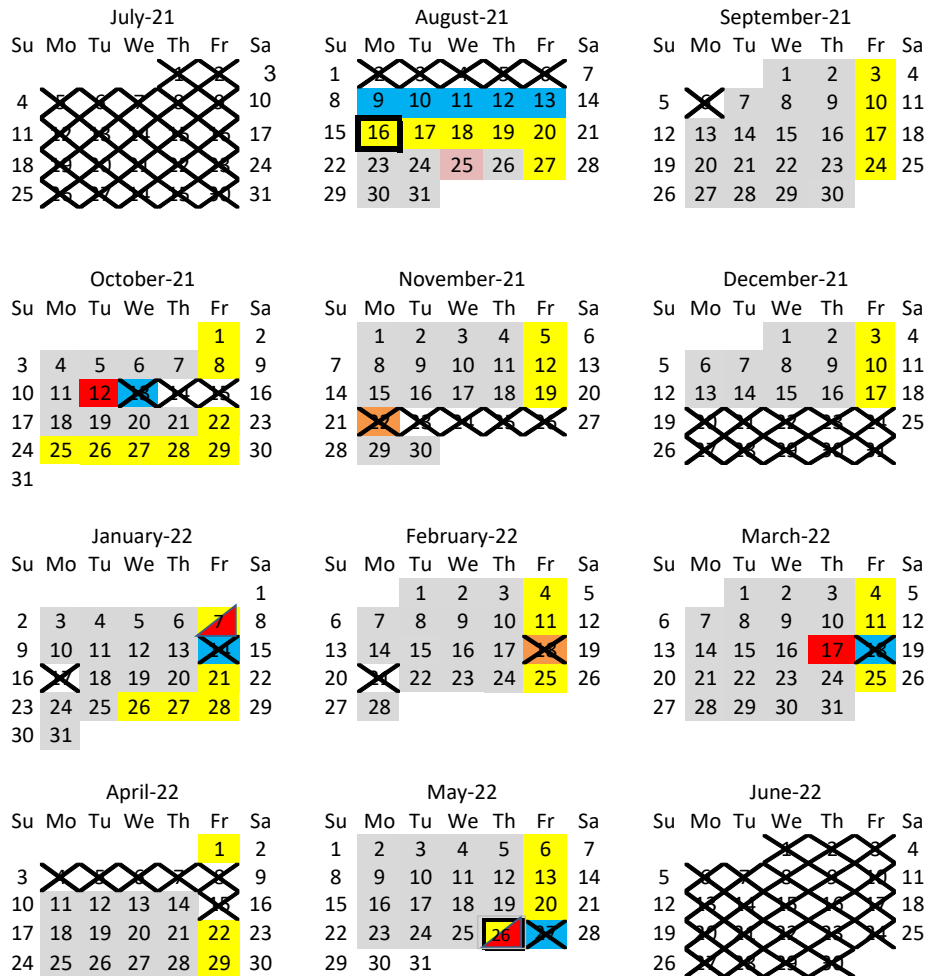 July-21
Su Mo Tu We Th Fr Sa
1 2 3
4 5 6 7 8 9 10
11 12 13 14 15 16 17
18 19 20 21 22 23 24
25 26 27 28 29 30 31
August-21
Su Mo Tu We Th Fr Sa
1 2 3 4 5 6 7
8 9 10 11 12 13 14
15 16 17 18 19 20 21
22 23 24 25 26 27 28
29 30 31
September-21
Su Mo Tu We Th Fr Sa
1 2 3 4
5 6 7 8 9 10 11
12 13 14 15 16 17 18
19 20 21 22 23 24 25
26 27 28 29 30
October-21
Su Mo Tu We Th Fr Sa
1 2
3 4 5 6 7 8 9
10 11 12 13 14 15 16
17 18 19 20 21 22 23
24 25 26 27 28 29 30
31
November-21
Su Mo Tu We Th Fr Sa
1 2 3 4 5 6
7 8 9 10 11 12 13
14 15 16 17 18 19 20
21 22 23 24 25 26 27
28 29 30
December-21
Su Mo Tu We Th Fr Sa
1 2 3 4
5 6 7 8 9 10 11
12 13 14 15 16 17 18
19 20 21 22 23 24 25
26 27 28 29 30 31
January-22
Su Mo Tu We Th Fr Sa
1
2 3 4 5 6 7 8
9 10 11 12 13 14 15
16 17 18 19 20 21 22
23 24 25 26 27 28 29
30 31
February-22
Su Mo Tu We Th Fr Sa
1 2 3 4 5
6 7 8 9 10 11 12
13 14 15 16 17 18 19
20 21 22 23 24 25 26
27 28
March-22
Su Mo Tu We Th Fr Sa
1 2 3 4 5
6 7 8 9 10 11 12
13 14 15 16 17 18 19
20 21 22 23 24 25 26
27 28 29 30 31
April-22
Su Mo Tu We Th Fr Sa
1 2
3 4 5 6 7 8 9
10 11 12 13 14 15 16
17 18 19 20 21 22 23
24 25 26 27 28 29 30
May-22
Su Mo Tu We Th Fr Sa
1 2 3 4 5 6 7
8 9 10 11 12 13 14
15 16 17 18 19 20 21
22 23 24 25 26 27 28
29 30 31
June-22
Su Mo Tu We Th Fr Sa
1 2 3 4
5 6 7 8 9 10 11
12 13 14 15 16 17 18
19 20 21 22 23 24 25
26 27 28 29 30